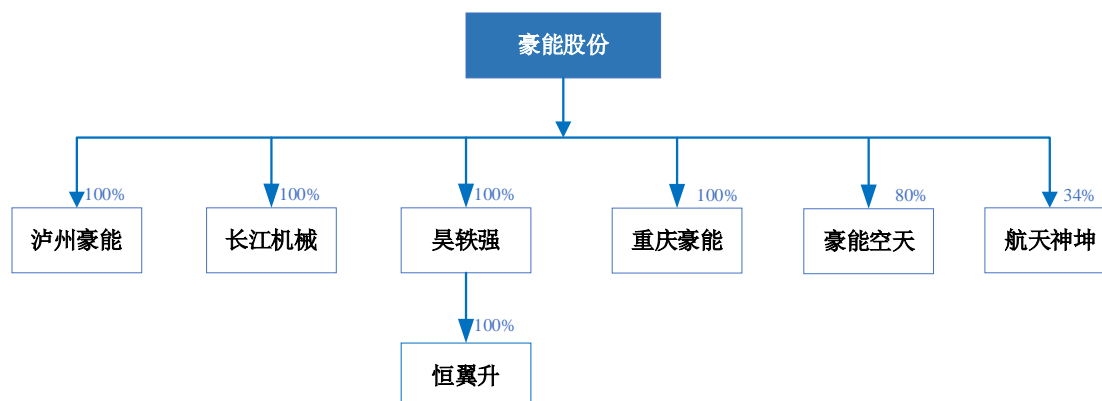 豪能股份
100%
100%
100%
100%
80%
34%
泸州豪能
长江机械
昊轶强
重庆豪能
豪能空天
航天神坤
100%
恒翼升